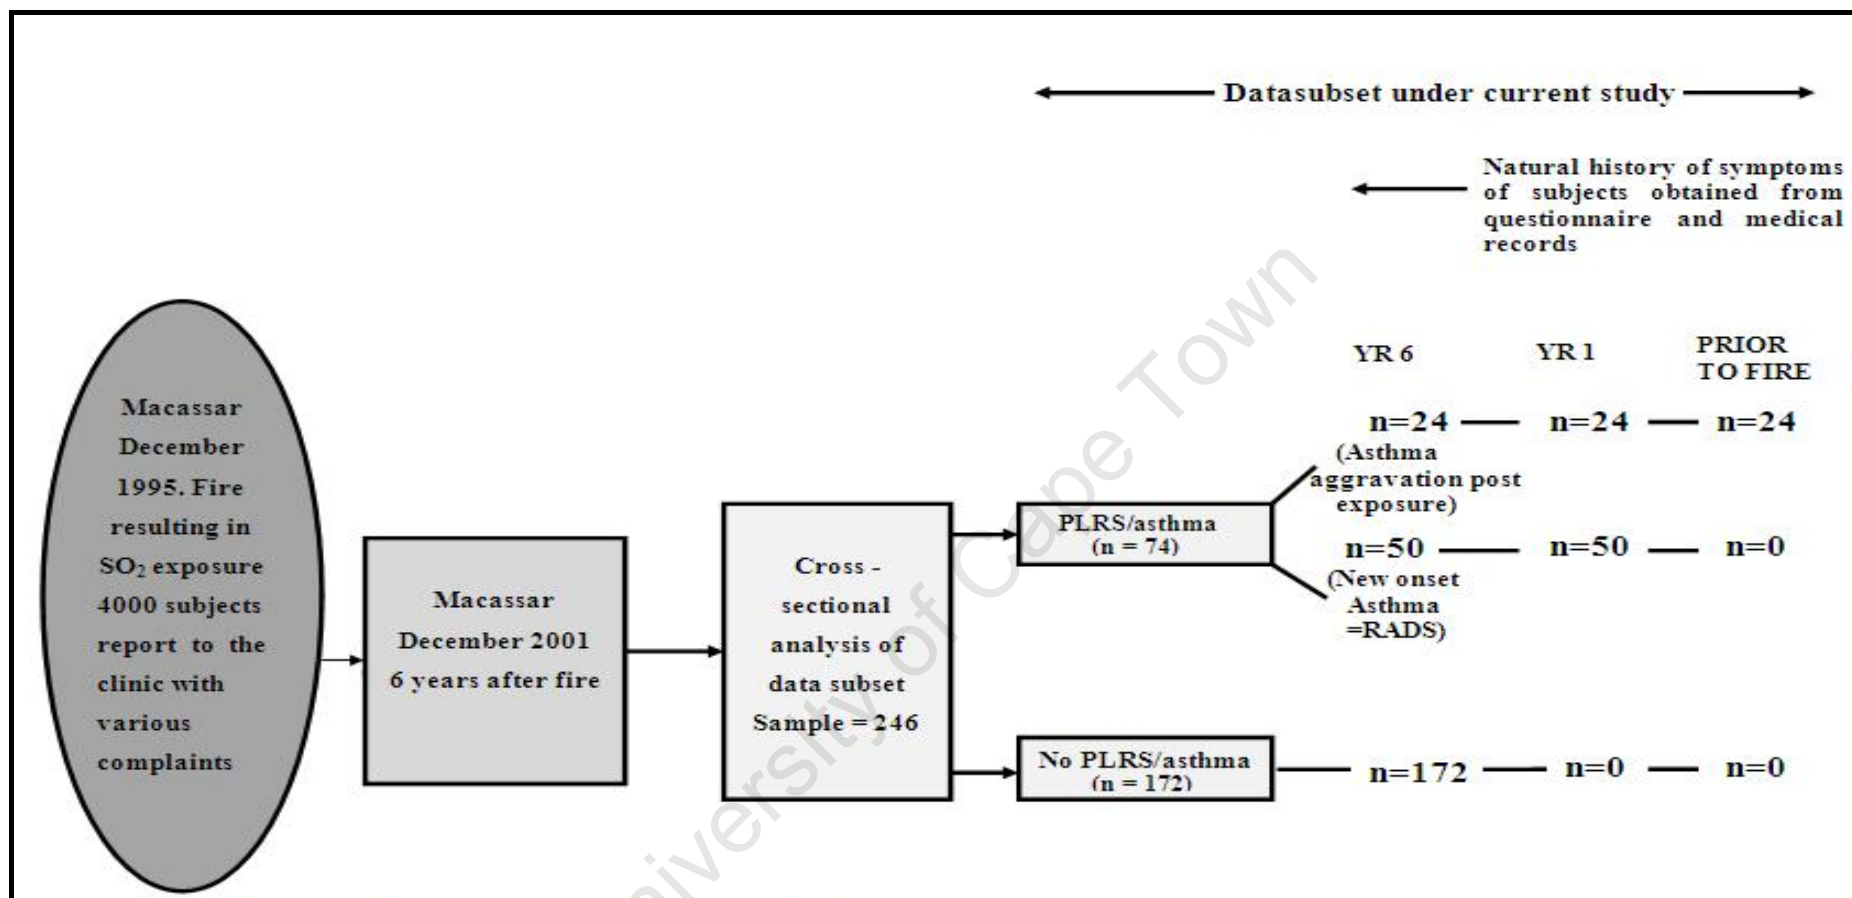 Datasubset under current study
Natural history of symptoms
of subjects obtained from
questionnaire and medical
records
Macassar
December
1995. Fire
resulting in
SO₂ exposure
4000 subjects
report to the
clinic with
various
complaints
Macassar
December 2001
6 years after fire
Cross -
sectional
analysis of
data subset
Sample = 246
PLRS/asthma
(n = 74)
No PLRS/asthma
(n = 172)
YR 6 YR 1 PRIOR
TO FIRE
n=24 n=24 n=24
(Asthma
aggravation post
exposure)
n=50 n=50 n=0
(New onset
Asthma
=RADS)
n=172 n=0 n=0
University of Cape Town